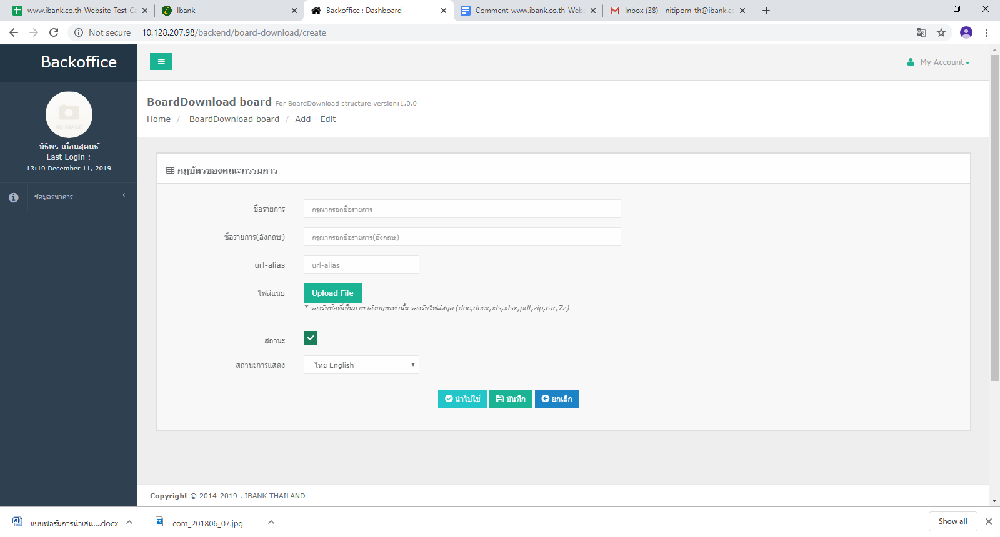 www.ibank.co.th-Website-Test-Ca
Ibank
Backoffice : Dashboard
Comment-www.ibank.co.th-Webs
Inbox (38) - nitiporn_th@ibank.co
Not secure
10.128.207.98/backend/board-download/create
Backoffice
My Account
BoardDownload board For BoardDownload structure version:1.0.0
Home / BoardDownload board / Add - Edit
NO IMAGE
นิธิพร เถื่อนสุคนธ์
Last Login :
13:10 December 11, 2019
ข้อมูลธนาคาร
กฎบัตรของคณะกรรมการ
ชื่อรายการ
กรุณากรอกชื่อรายการ
ชื่อรายการ(อังกฤษ)
กรุณากรอกชื่อรายการ(อังกฤษ)
url-alias
url-alias
ไฟล์แนบ
Upload File
* รองรับชื่อที่เป็นภาษาอังกฤษเท่านั้น รองรับไฟล์สกุล (doc,docx,xls,xlsx,pdf,zip,rar,7z)
สถานะ
สถานะการแสดง
ไทย English
นำไปใช้
บันทึก
ยกเลิก
Copyright © 2014-2019 . IBANK THAILAND
แบบฟอร์มการนำเสน....docx
com_201806_07.jpg
Show all